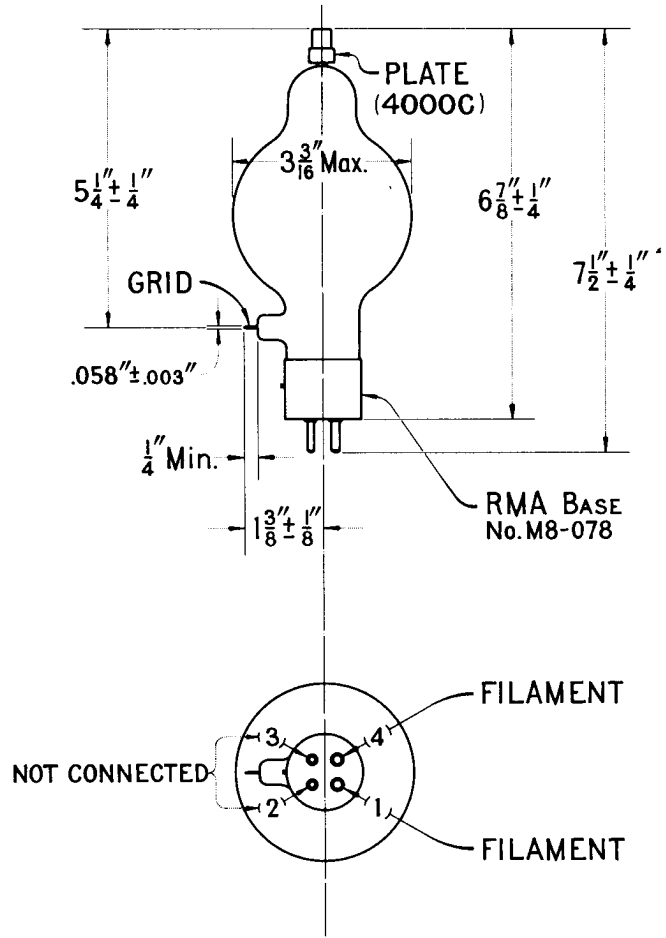 PLATE
(4000C)
3 3/16" Max.
5 1/4" ± 1/4"
6 7/8" ± 1/4"
7 1/2" ± 1/4"
GRID
.058" ± .003"
1/4" Min.
1 3/8" ± 1/8"
RMA BASE
No. M8-078
FILAMENT
3
4
NOT CONNECTED
2
1
FILAMENT